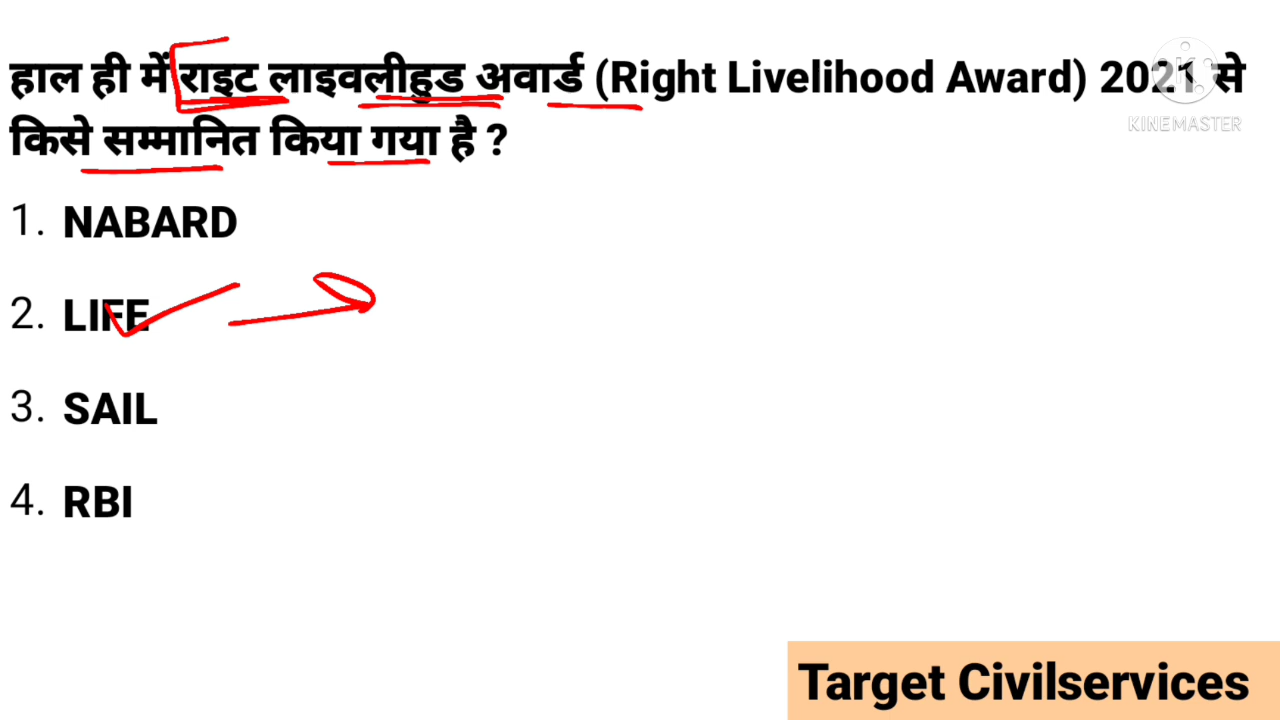 हाल ही में राइट लाइवलीहुड अवार्ड (Right Livelihood Award) 2021 से
किसे सम्मानित किया गया है ?
KINEMASTER
1. NABARD
2. LIFE
3. SAIL
4. RBI
Target Civilservices